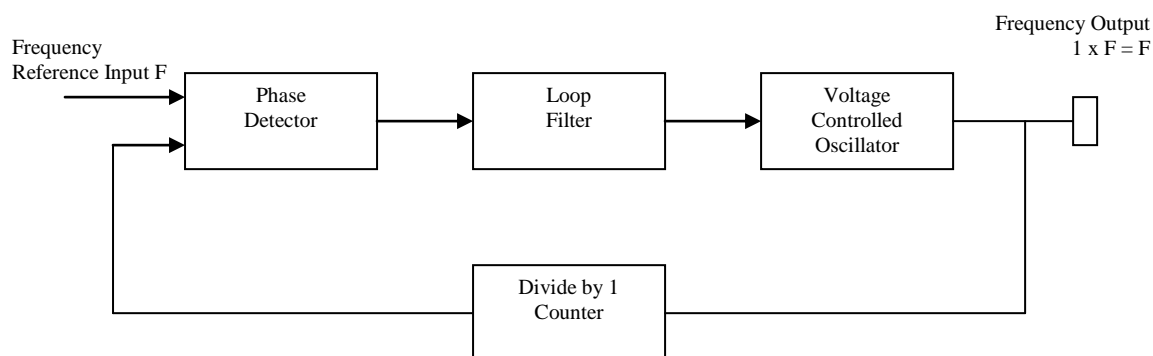 Frequency
Reference Input F
Phase
Detector
Loop
Filter
Voltage
Controlled
Oscillator
Frequency Output
1 x F = F
Divide by 1
Counter